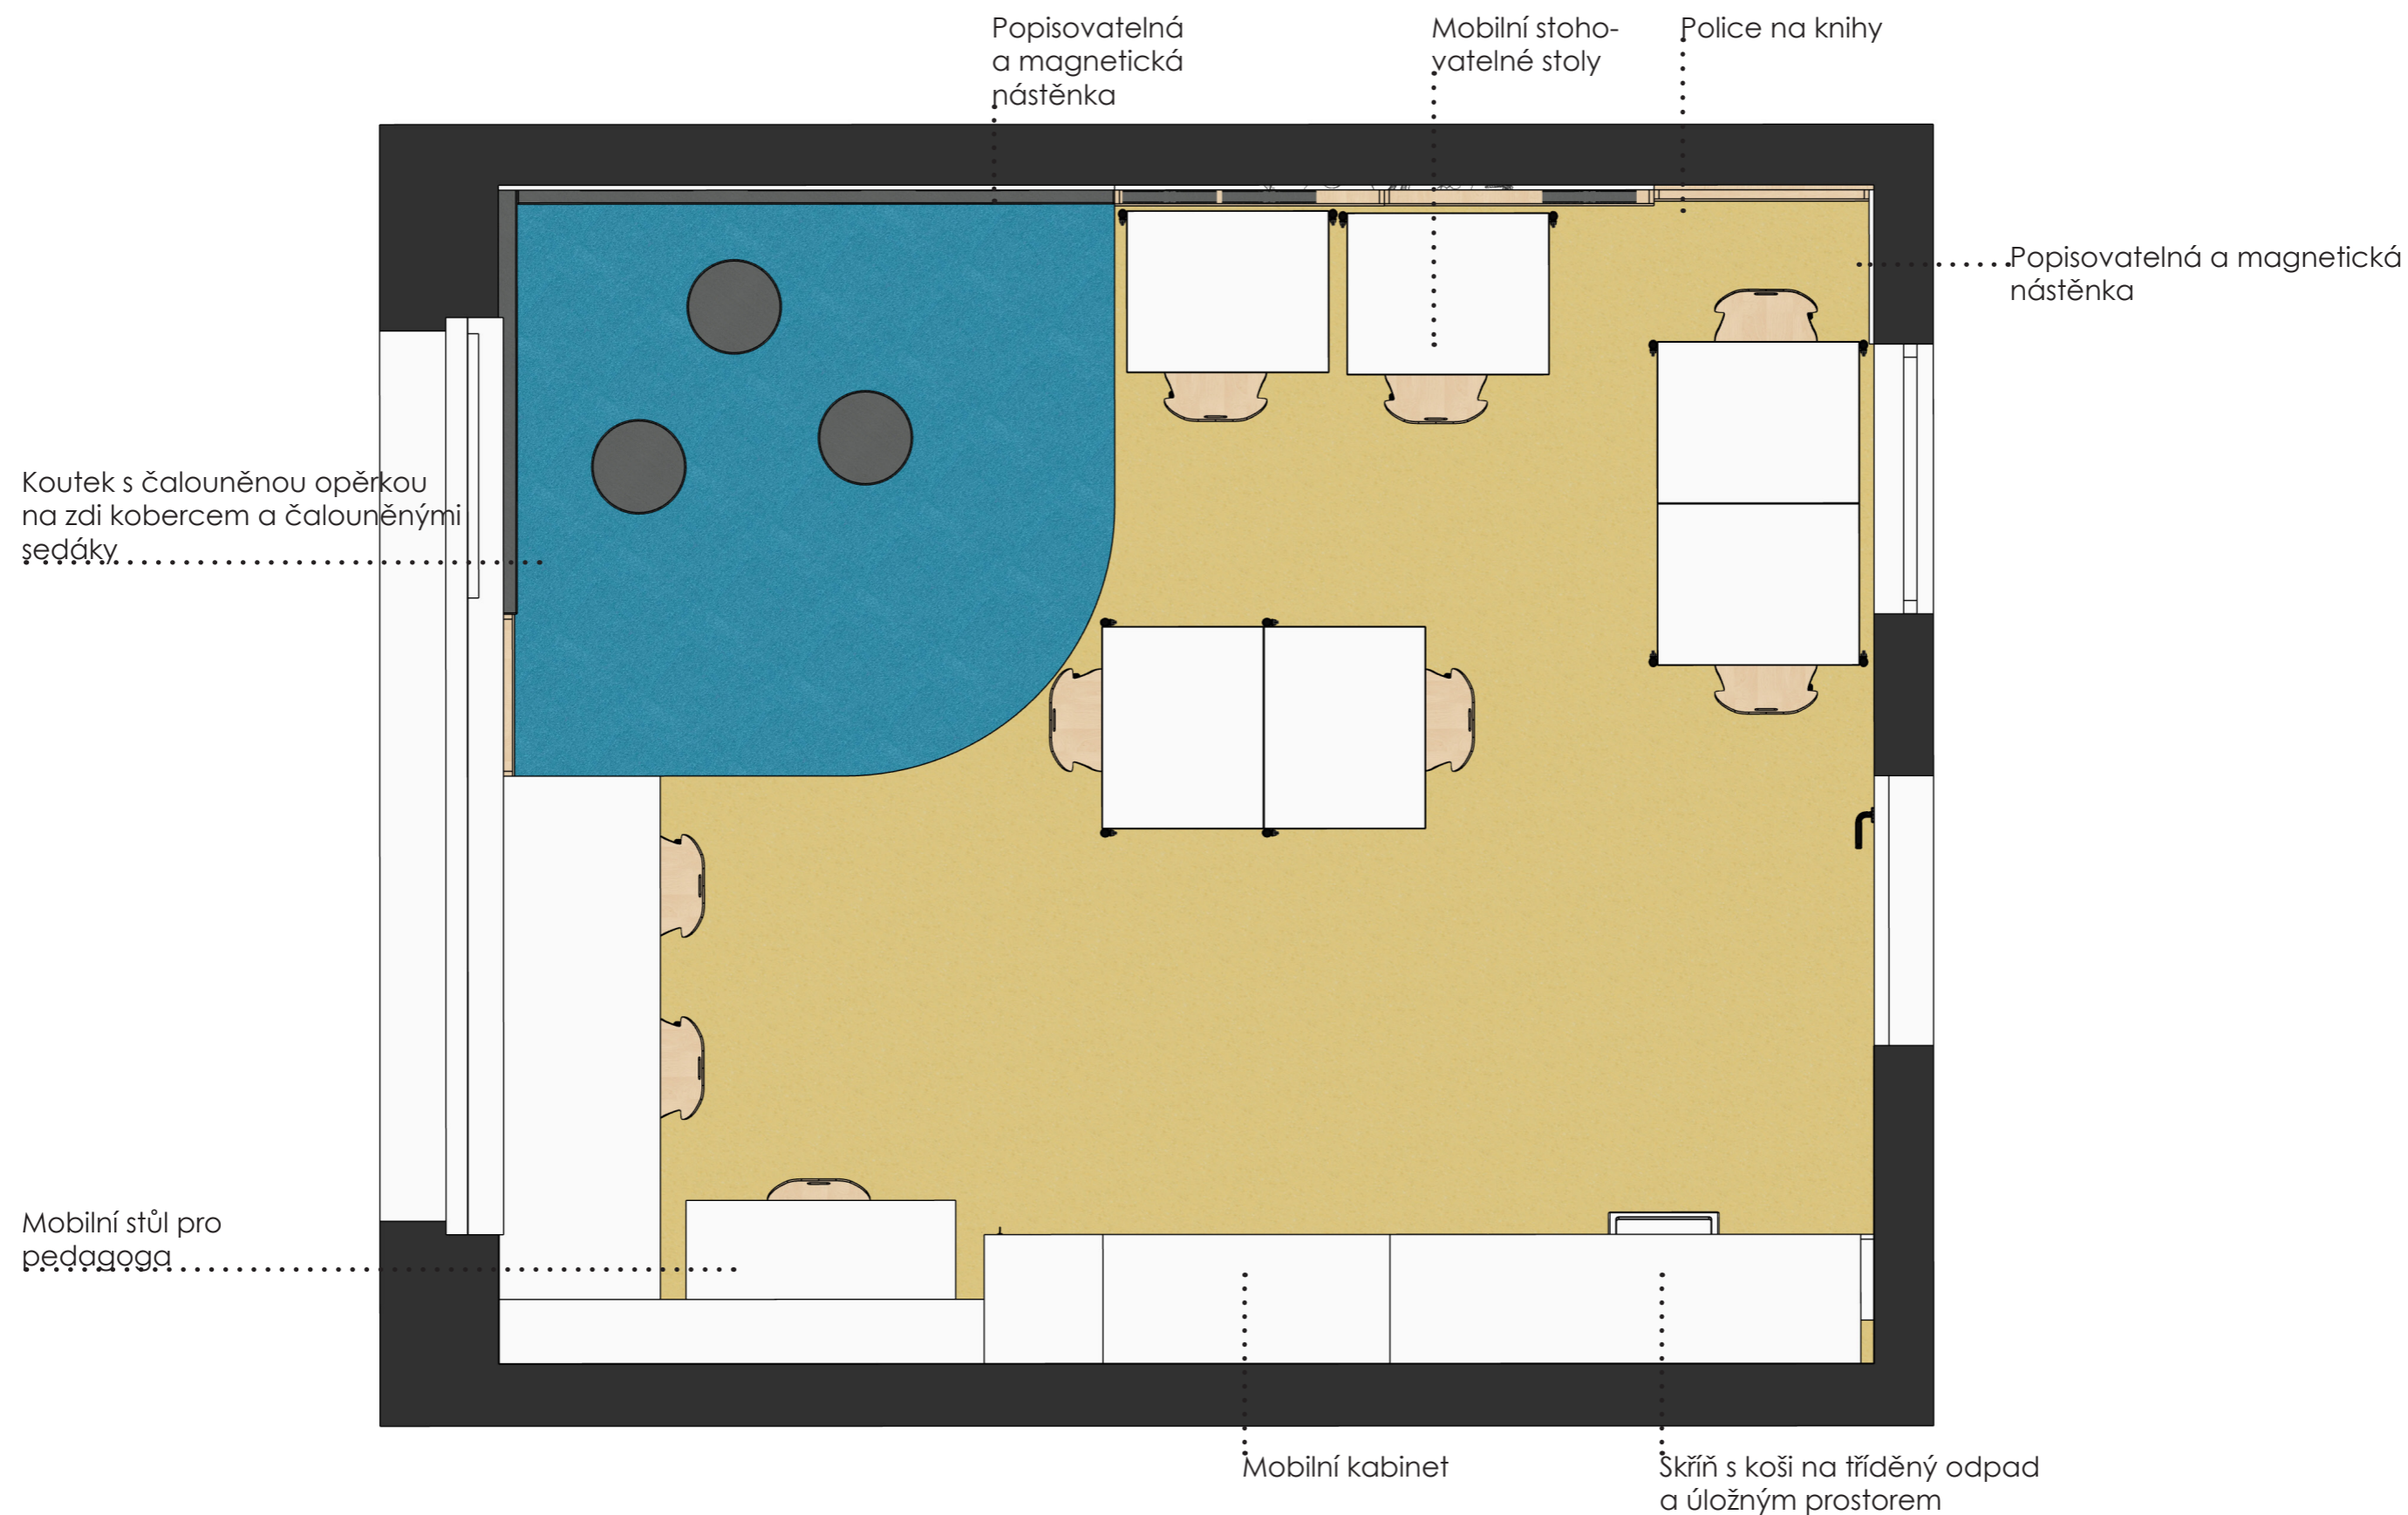 Popisovatelná
a magnetická
nástěnka
Mobilní stoho-
vatelné stoly
Police na knihy
Popisovatelná a magnetická
nástěnka
Koutek s čalouněnou opěrkou
na zdi kobercem a čalouněnými
sedáky
Mobilní stůl pro
pedagoga
Mobilní kabinet
Skříň s koši na tříděný odpad
a úložným prostorem